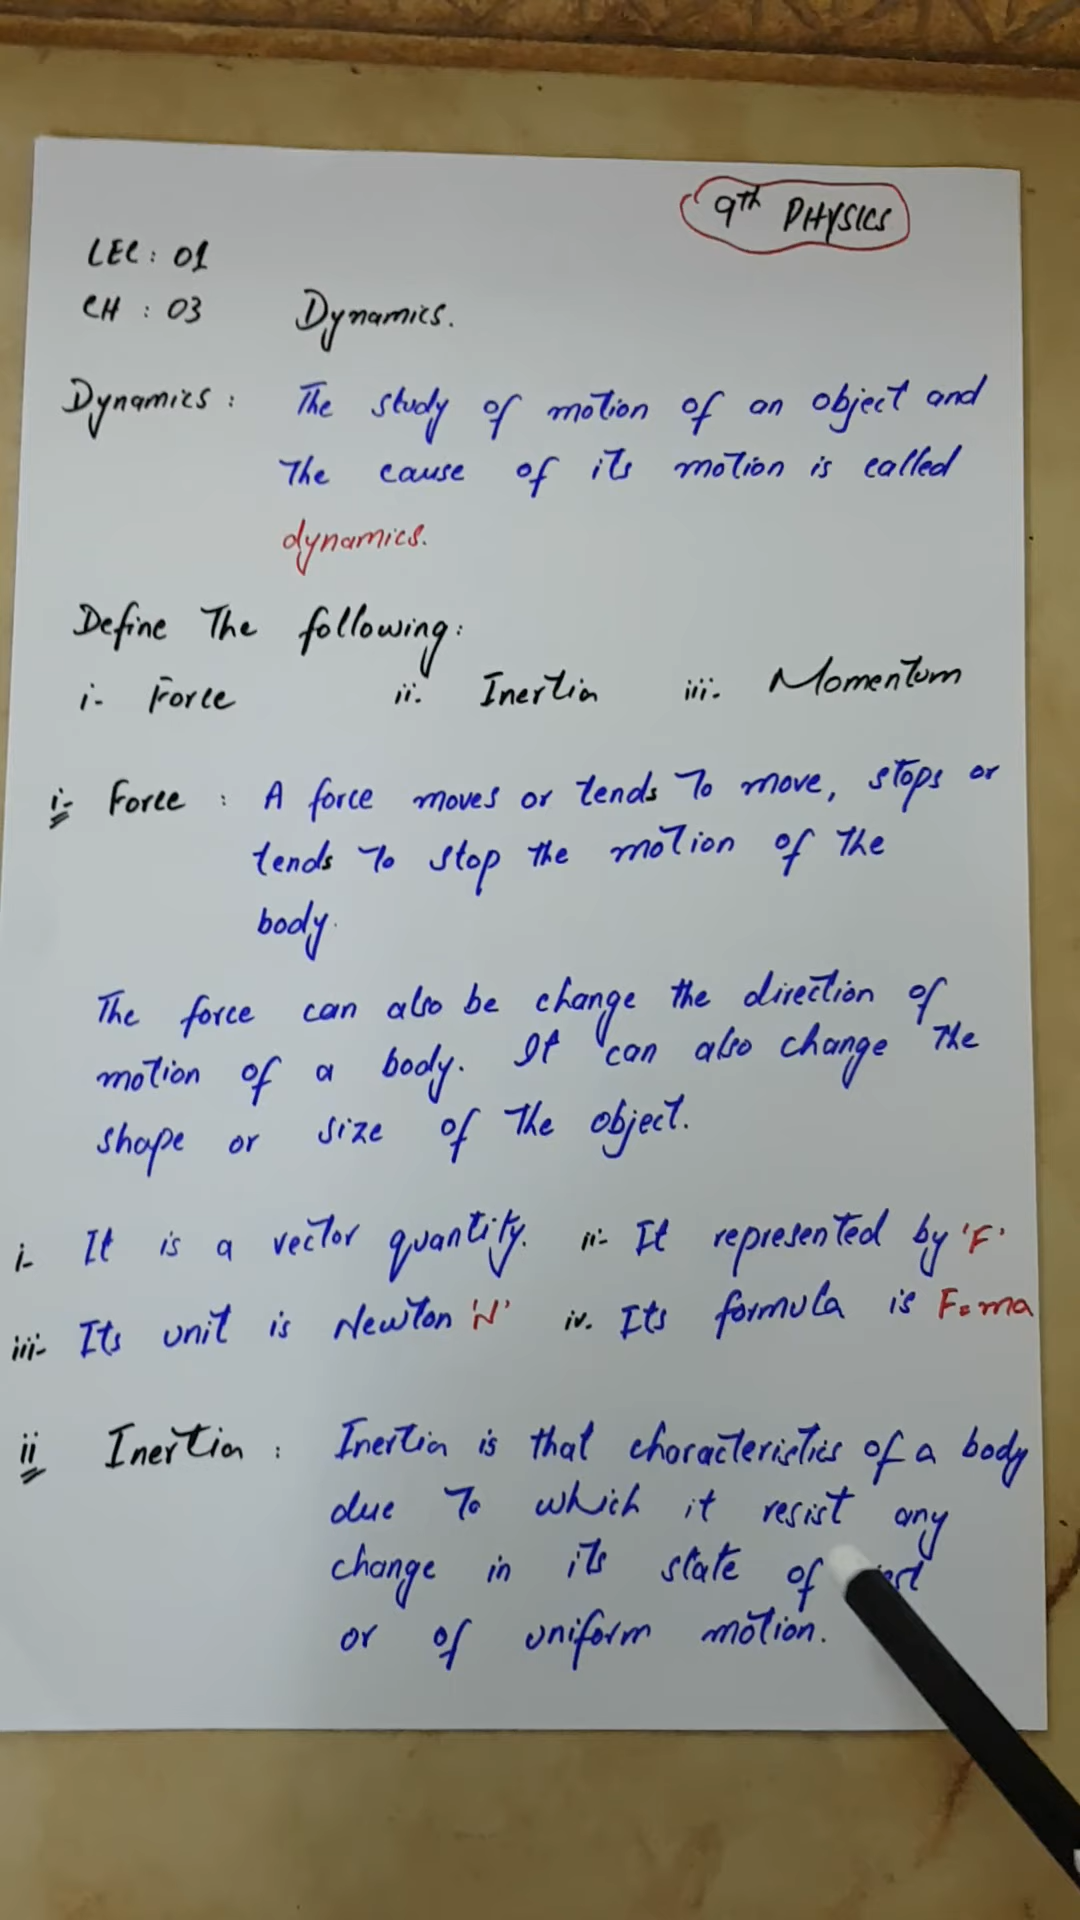 9th PHYSICS
LEC: 01
CH : 03 Dynamics.
Dynamics: The study of motion of an object and
the cause of its motion is called
dynamics.
Define the following:
i- Force ii. Inertia iii. Momentum
i- Force : A force moves or tends to move, stops or
tends to stop the motion of the
body.
The force can also be change the direction of
motion of a body. It can also change the
shape or size of the object.
i- It is a vector quantity. ii- It represented by 'F'
iii- Its unit is Newton 'N' iv. Its formula is F=ma
ii Inertia : Inertia is that characteristics of a body
due to which it resist any
change in its state of
or of uniform motion.